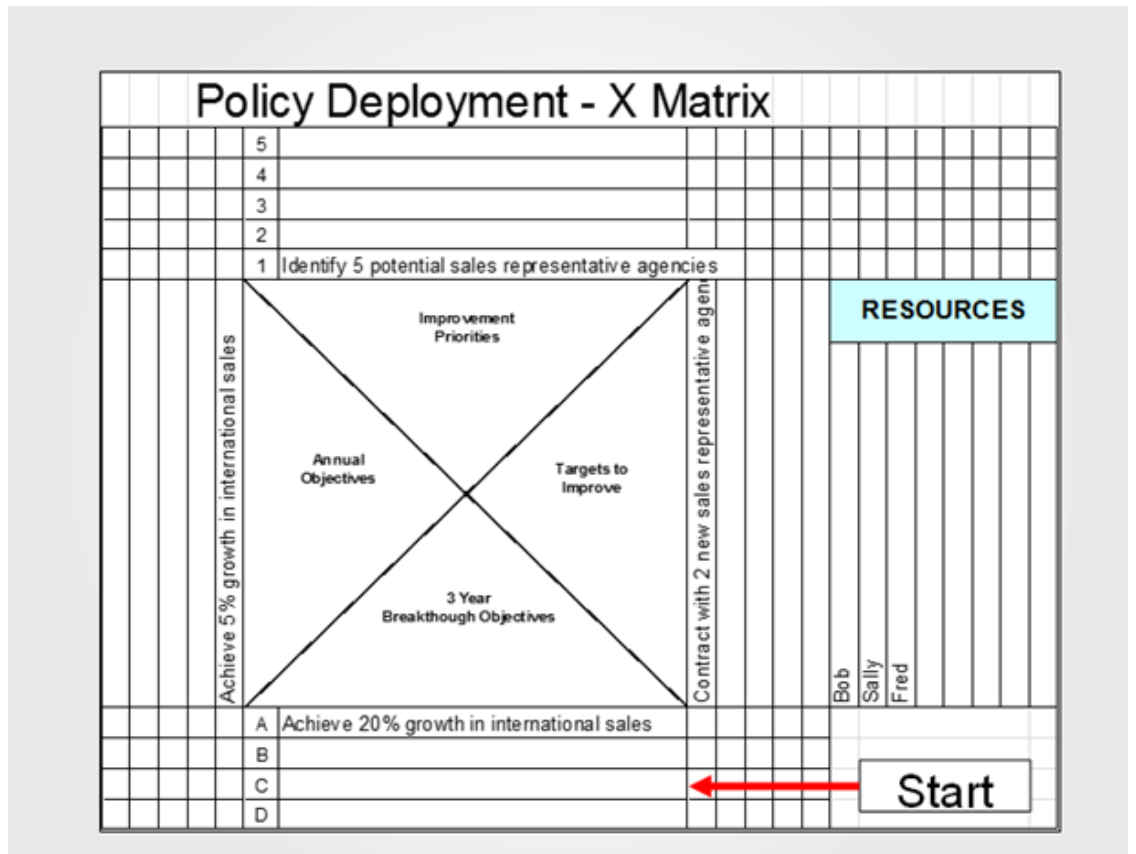 Policy Deployment - X Matrix
5
4
3
2
1 Identify 5 potential sales representative agencies
Improvement
Priorities
RESOURCES
Achieve 5% growth in international sales
Annual
Objectives
Targets to
Improve
Contract with 2 new sales representative agen
3 Year
Breakthough Objectives
Bob
Sally
Fred
A Achieve 20% growth in international sales
B
C
D
Start